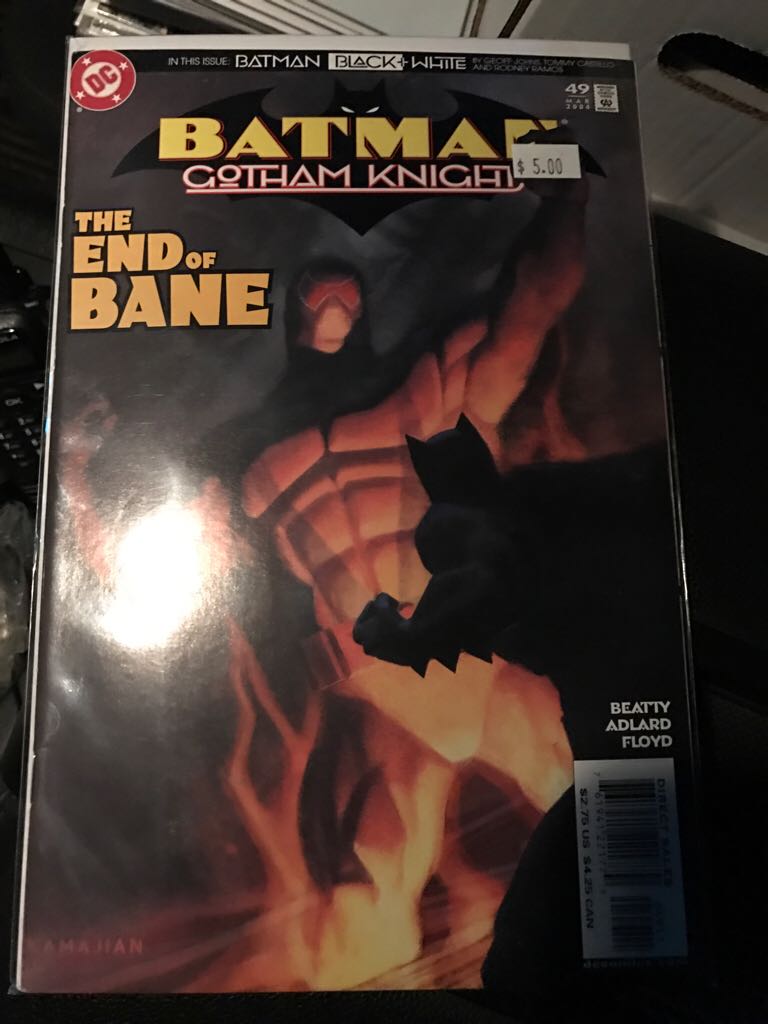 IN THIS ISSUE: BATMAN BLACK+WHITE BY GEOFF JOHNS, TOMMY CASTILLO
AND RODNEY RAMOS
DC
49
MAR
2004
BATMAN
$ 5.00
GOTHAM KNIGHT
THE
END OF
BANE
BEATTY
ADLARD
FLOYD
DIRECT SALES
$2.75 US $4.25 CAN
KAMAJIAN